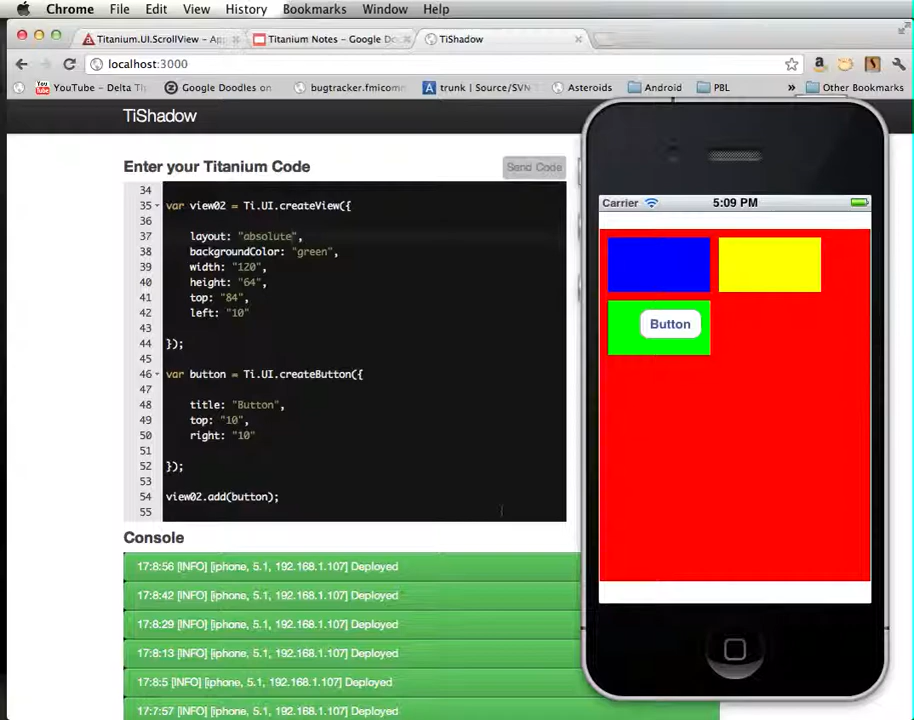 Chrome File Edit View History Bookmarks Window Help
Titanium.UI.ScrollView - Ap
Titanium Notes - Google Do
TiShadow
localhost:3000
YouTube - Delta
Google Doodles on
bugtracker.fmicomm
trunk | Source/SVN
Asteroids
Android
PBL
»
Other Bookmarks
TiShadow
Enter your Titanium Code
Send Code
34
35 var view02 = Ti.UI.createView({
36
37 layout: "absolute",
38 backgroundColor: "green",
39 width: "120",
40 height: "64",
41 top: "84",
42 left: "10"
43
44 });
45
46 var button = Ti.UI.createButton({
47
48 title: "Button",
49 top: "10",
50 right: "10"
51
52 });
53
54 view02.add(button);
55
Carrier 5:09 PM
Button
Console
17:8:56 [INFO] [iphone, 5.1, 192.168.1.107] Deployed
17:8:42 [INFO] [iphone, 5.1, 192.168.1.107] Deployed
17:8:29 [INFO] [iphone, 5.1, 192.168.1.107] Deployed
17:8:13 [INFO] [iphone, 5.1, 192.168.1.107] Deployed
17:8:5 [INFO] [iphone, 5.1, 192.168.1.107] Deployed
17:7:57 [INFO] [iphone, 5.1, 192.168.1.107] Deployed